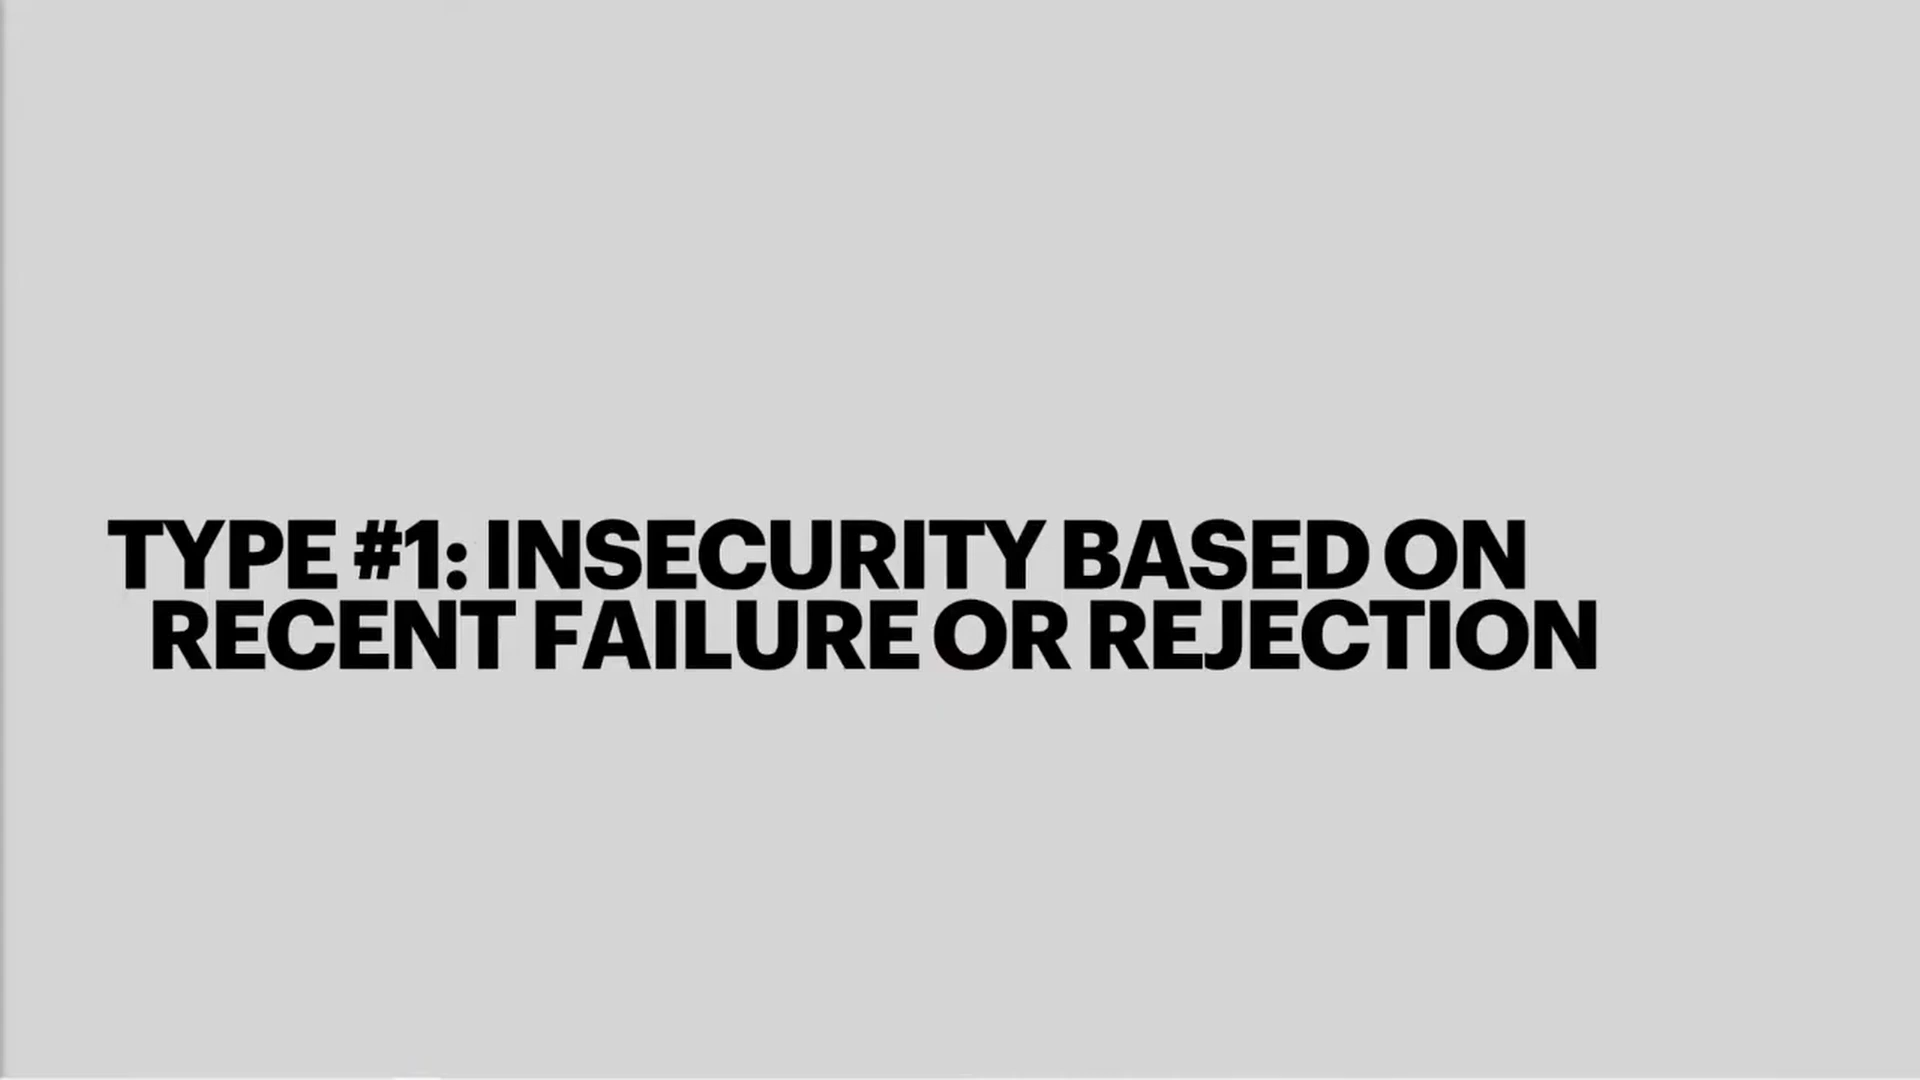 TYPE #1: INSECURITY BASED ON
RECENT FAILURE OR REJECTION